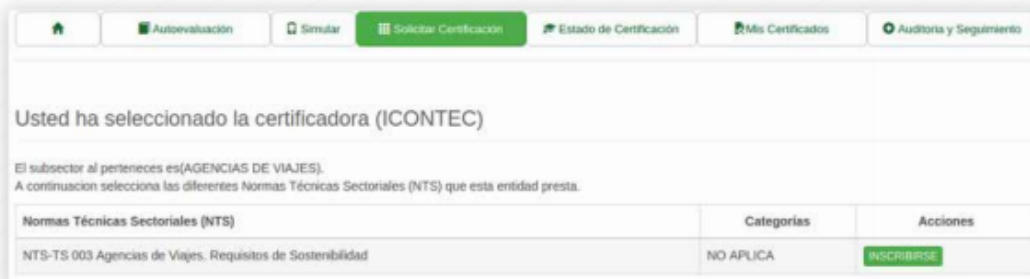 Autoevaluación Simular Solicitar Certificación Estado de Certificación Mis Certificados Auditoria y Seguimiento
Usted ha seleccionado la certificadora (ICONTEC)
El subsector al perteneces es(AGENCIAS DE VIAJES).
A continuacion selecciona las diferentes Normas Técnicas Sectoriales (NTS) que esta entidad presta.
Normas Técnicas Sectoriales (NTS) Categorías Acciones
NTS-TS 003 Agencias de Viajes. Requisitos de Sostenibilidad NO APLICA INSCRIBIRSE